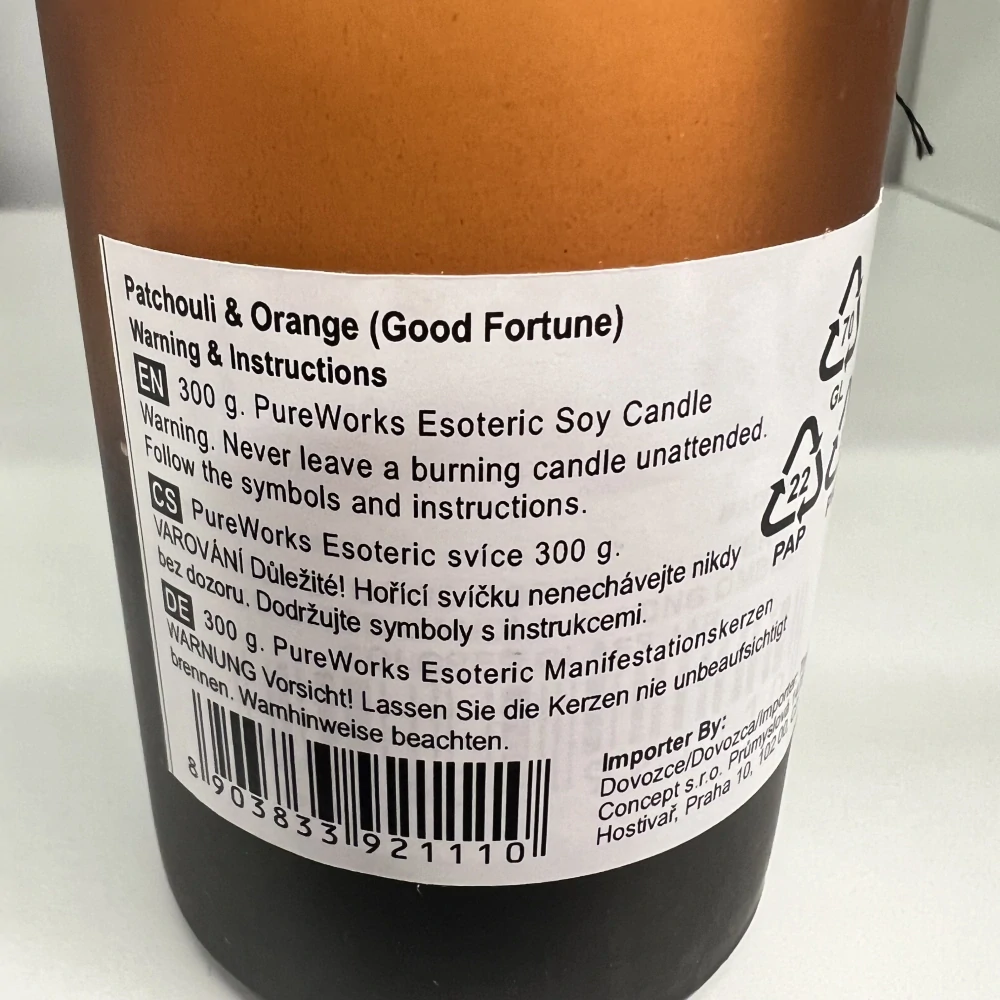 Patchouli & Orange (Good Fortune)
Warning & Instructions
EN 300 g. PureWorks Esoteric Soy Candle
Warning. Never leave a burning candle unattended.
Follow the symbols and instructions.
CS PureWorks Esoteric svíce 300 g.
VAROVÁNÍ Důležité! Hořící svíčku nenechávejte nikdy
bez dozoru. Dodržujte symboly s instrukcemi.
DE 300 g. PureWorks Esoteric Manifestationskerzen
WARNUNG Vorsicht! Lassen Sie die Kerzen nie unbeaufsichtigt
brennen. Warnhinweise beachten.
8 903833 921110
Importer By:
Dovozce/Dovozca/Importer
Concept s.r.o. Průmyslová
Hostivař, Praha 10, 102 00
70
22
PAP